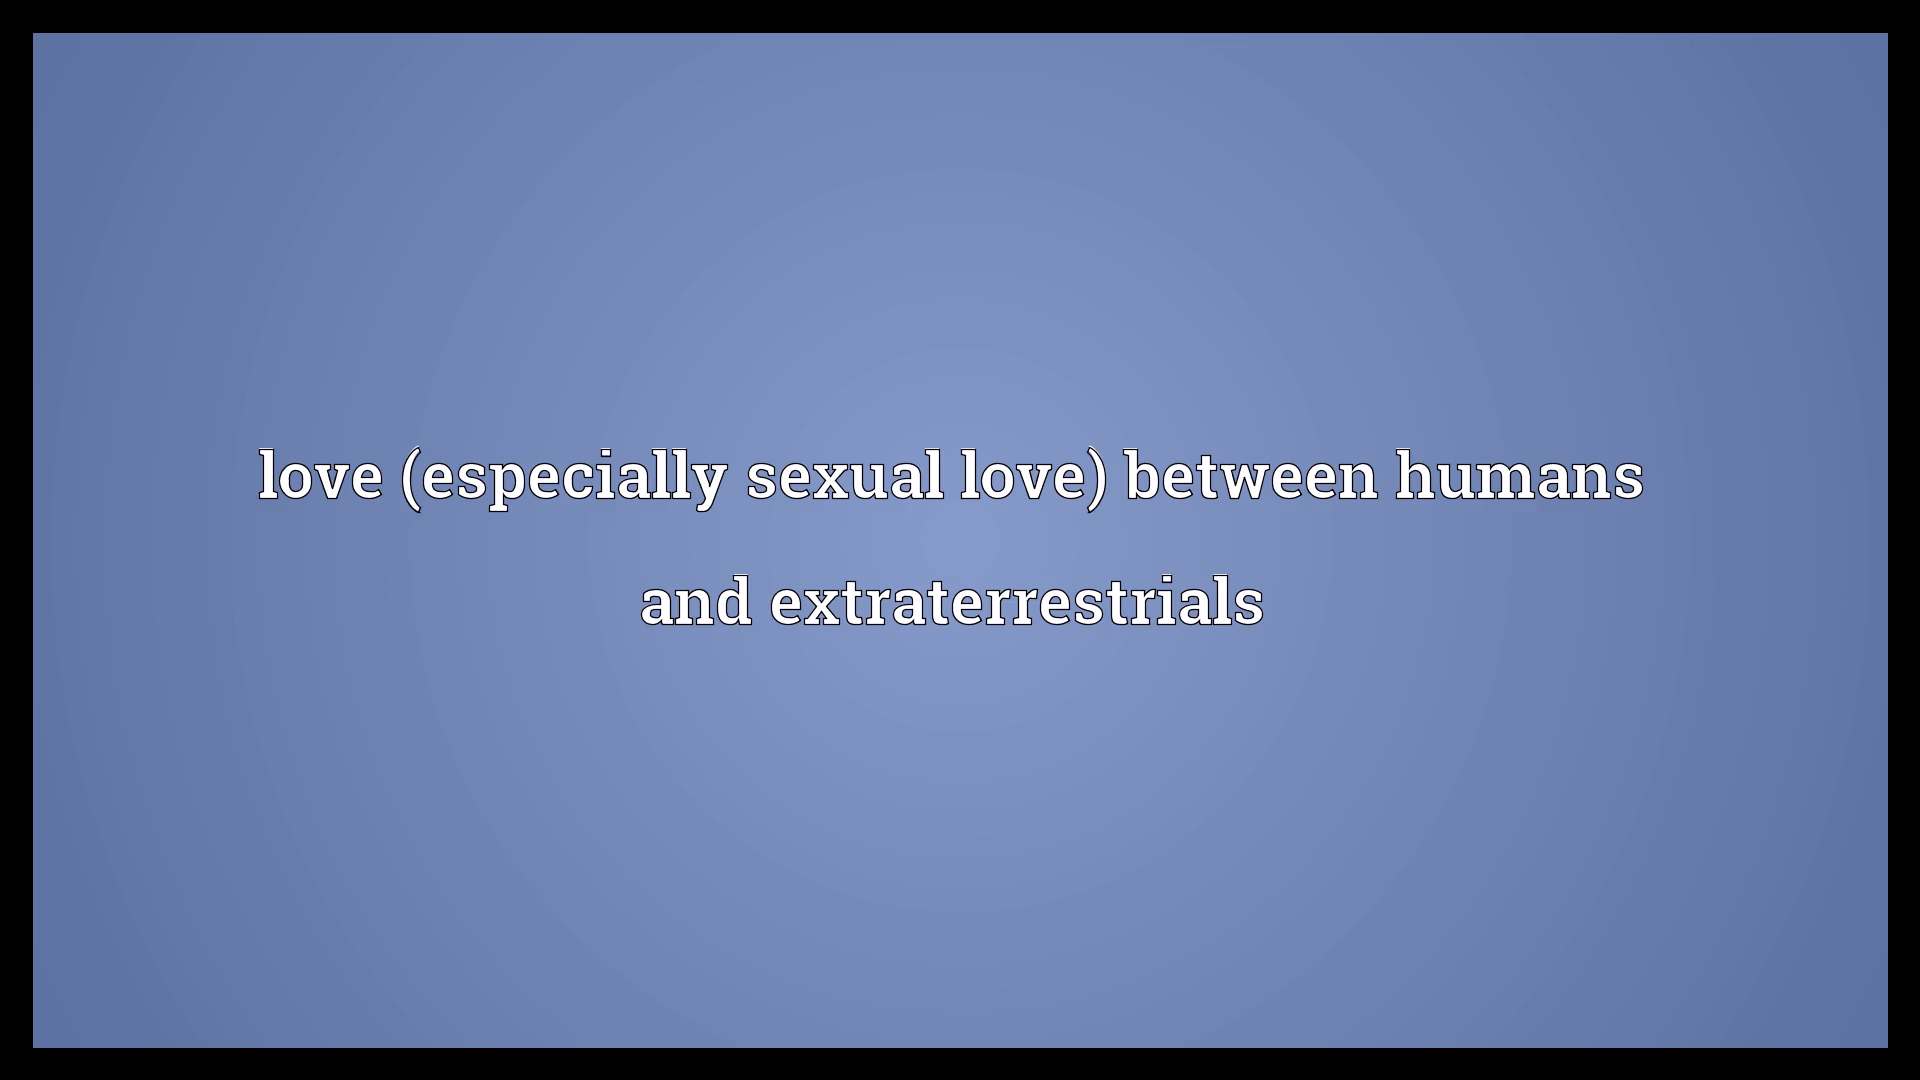 love (especially sexual love) between humans
and extraterrestrials